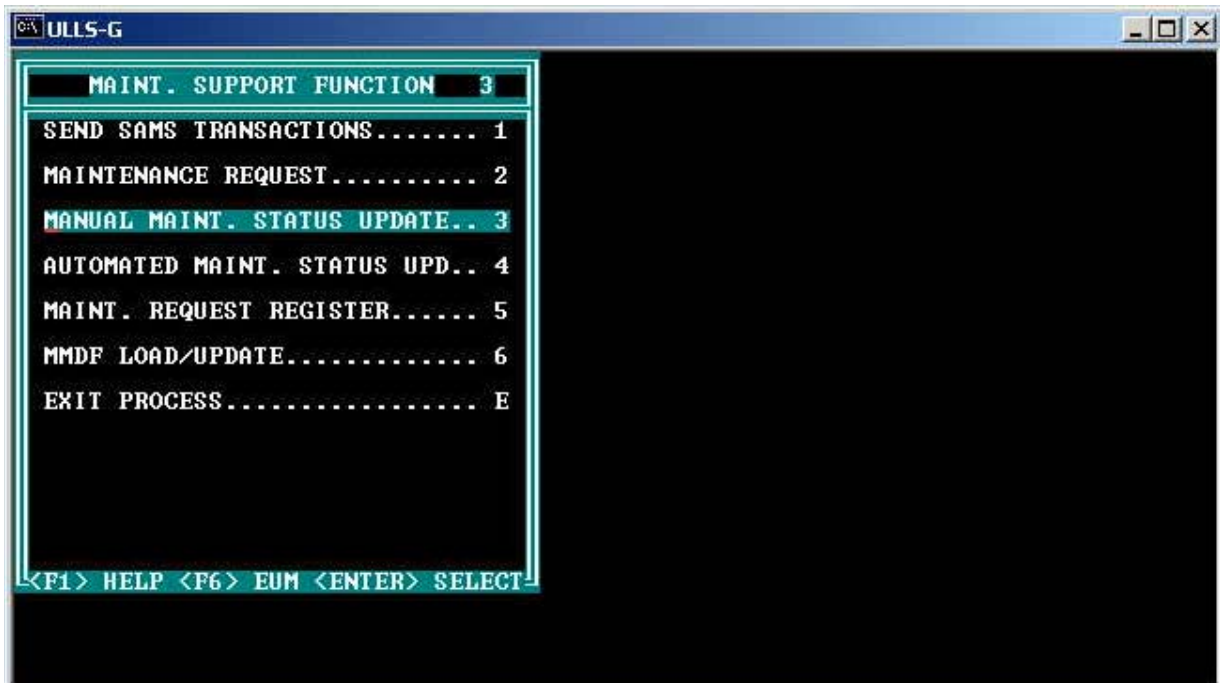 ULLS-G
MAINT. SUPPORT FUNCTION 3
SEND SAMS TRANSACTIONS....... 1
MAINTENANCE REQUEST.......... 2
MANUAL MAINT. STATUS UPDATE.. 3
AUTOMATED MAINT. STATUS UPD.. 4
MAINT. REQUEST REGISTER...... 5
MMDF LOAD/UPDATE............. 6
EXIT PROCESS................. E
<F1> HELP <F6> EUM <ENTER> SELECT